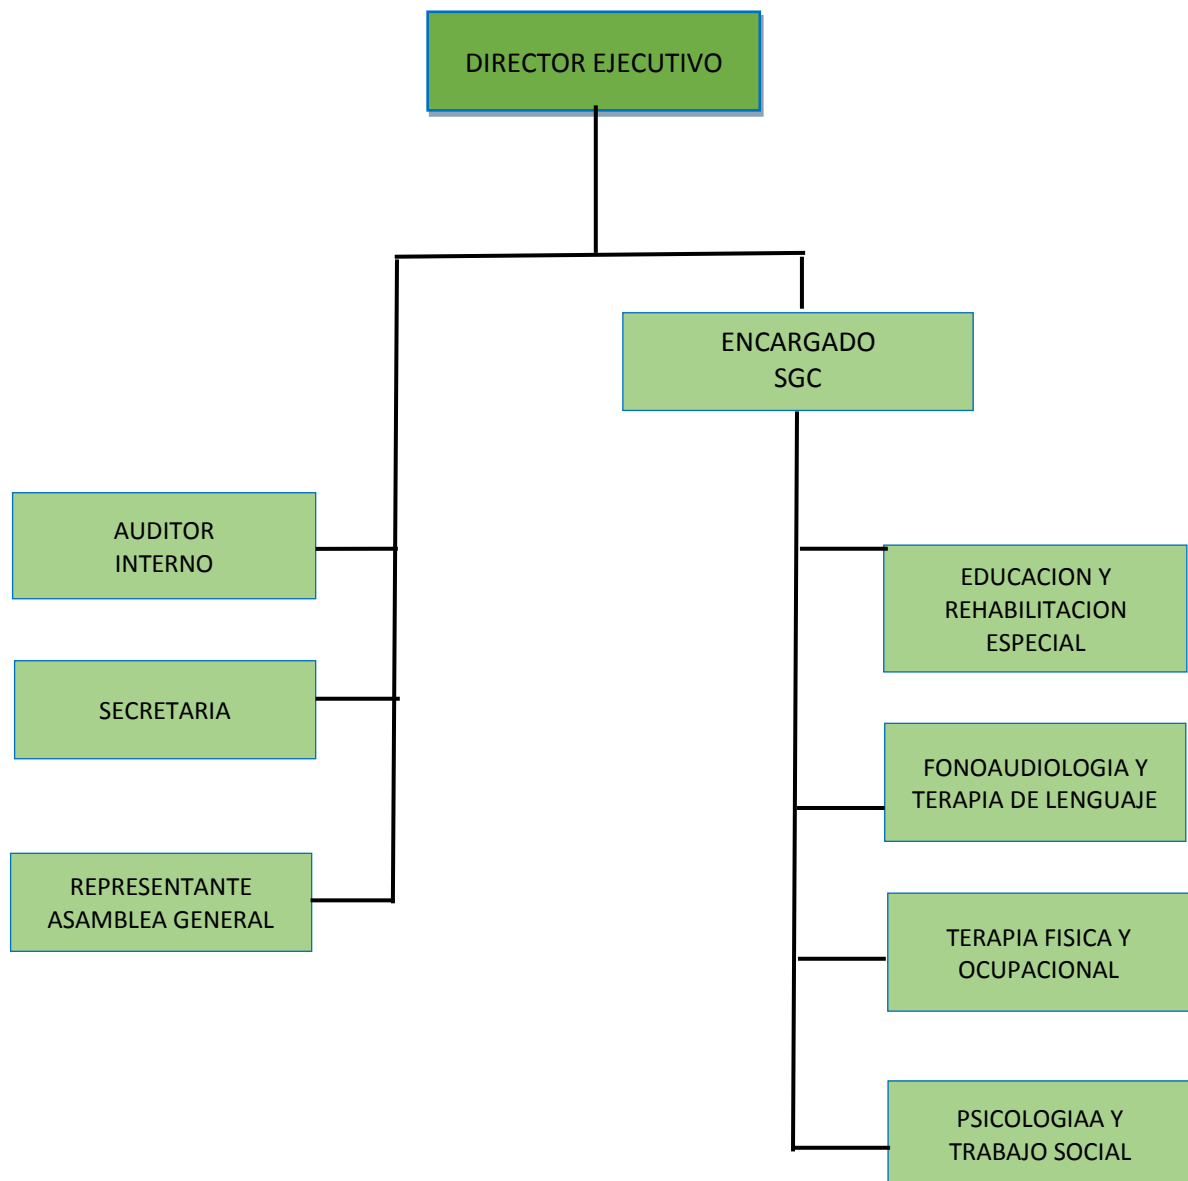 DIRECTOR EJECUTIVO
ENCARGADO
SGC
AUDITOR
INTERNO
SECRETARIA
REPRESENTANTE
ASAMBLEA GENERAL
EDUCACION Y
REHABILITACION
ESPECIAL
FONOAUDIOLOGIA Y
TERAPIA DE LENGUAJE
TERAPIA FISICA Y
OCUPACIONAL
PSICOLOGIAA Y
TRABAJO SOCIAL